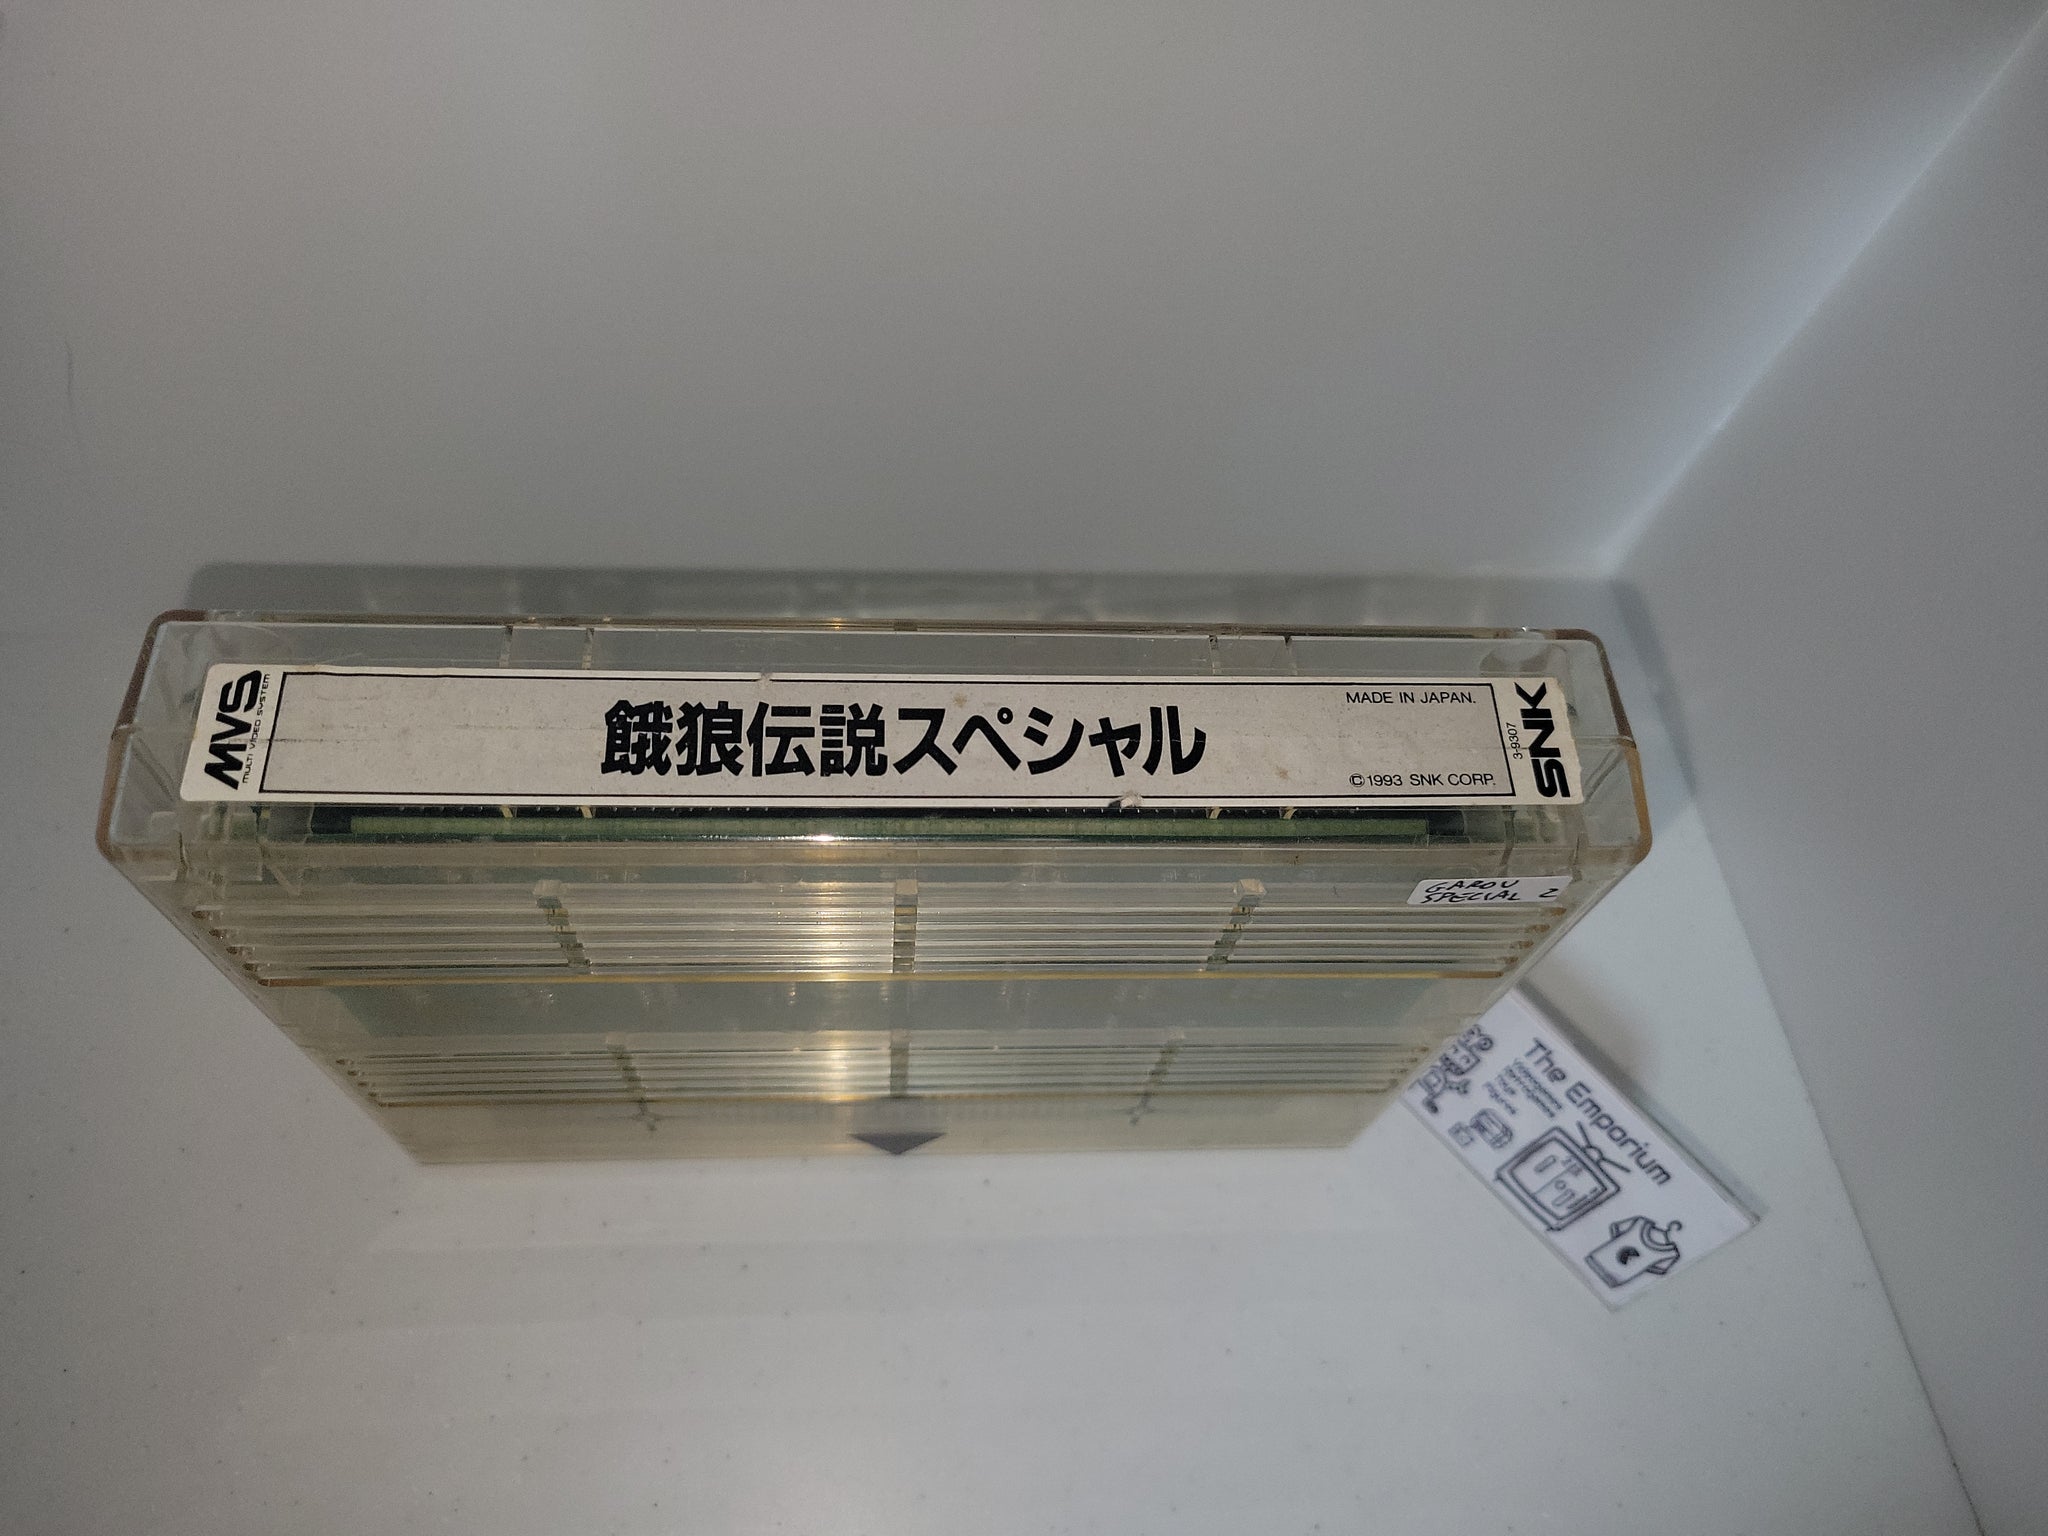 MVS
MULTI VIDEO SYSTEM
餓狼伝説スペシャル
MADE IN JAPAN.
©1993 SNK CORP.
3-9307
SNK
GAROU
SPECIAL 2
The Emporium